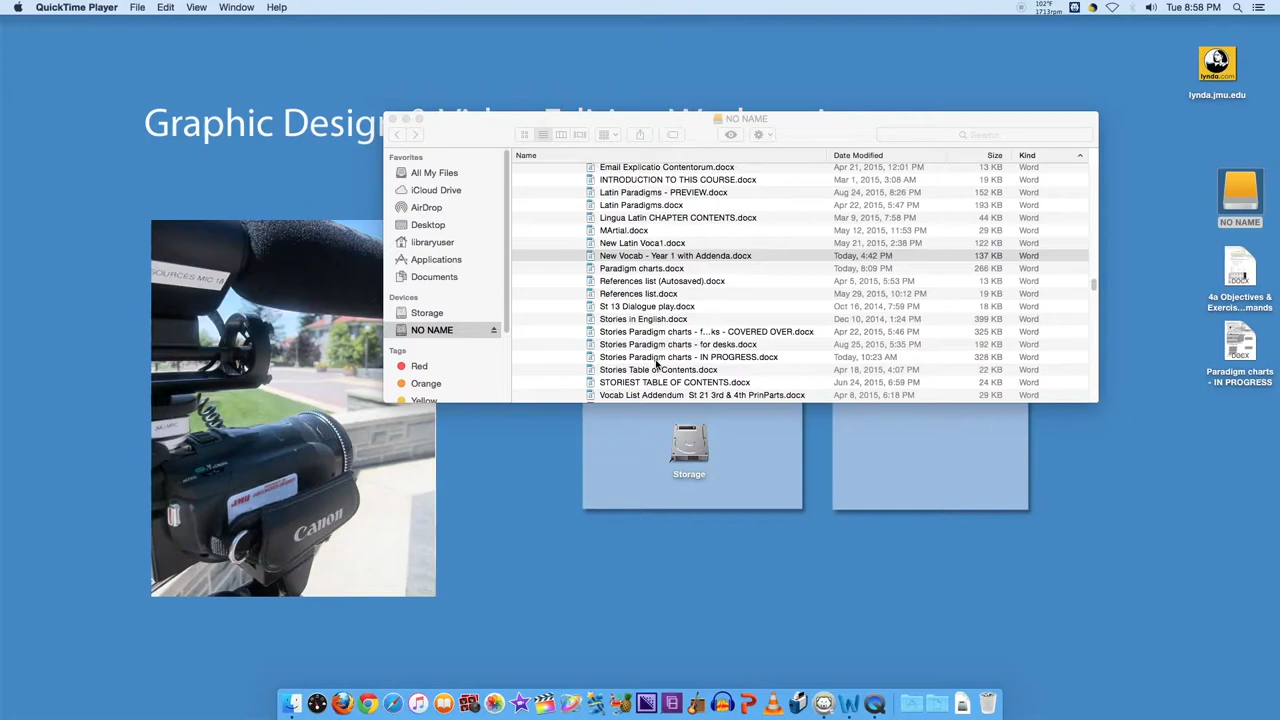 QuickTime Player File Edit View Window Help 102°F 1713rpm Tue 8:58 PM
lynda.com
lynda.jmu.edu
Graphic Design & Video Editing
NO NAME
Search
Favorites
All My Files
iCloud Drive
AirDrop
Desktop
libraryuser
Applications
Documents
Devices
Storage
NO NAME
Tags
Red
Orange
Yellow
Name Date Modified Size Kind
Email Explicatio Contentorum.docx Apr 21, 2015, 12:01 PM 13 KB Word
INTRODUCTION TO THIS COURSE.docx Mar 1, 2015, 3:08 AM 19 KB Word
Latin Paradigms - PREVIEW.docx Aug 24, 2015, 8:26 PM 152 KB Word
Latin Paradigms.docx Apr 22, 2015, 5:47 PM 193 KB Word
Lingua Latin CHAPTER CONTENTS.docx Mar 9, 2015, 7:58 PM 44 KB Word
MArtial.docx May 12, 2015, 11:53 PM 29 KB Word
New Latin Voca1.docx May 21, 2015, 2:38 PM 122 KB Word
New Vocab - Year 1 with Addenda.docx Today, 4:42 PM 137 KB Word
Paradigm charts.docx Today, 8:09 PM 266 KB Word
References list (Autosaved).docx Apr 5, 2015, 5:53 PM 13 KB Word
References list.docx May 29, 2015, 10:12 PM 19 KB Word
St 13 Dialogue play.docx Oct 16, 2014, 7:59 PM 18 KB Word
Stories in English.docx Dec 10, 2014, 1:24 PM 399 KB Word
Stories Paradigm charts - f...ks - COVERED OVER.docx Apr 22, 2015, 5:46 PM 325 KB Word
Stories Paradigm charts - for desks.docx Aug 25, 2015, 5:35 PM 192 KB Word
Stories Paradigm charts - IN PROGRESS.docx Today, 10:23 AM 328 KB Word
Stories Table of Contents.docx Apr 18, 2015, 4:07 PM 22 KB Word
STORIEST TABLE OF CONTENTS.docx Jun 24, 2015, 6:59 PM 24 KB Word
Vocab List Addendum St 21 3rd & 4th PrinParts.docx Apr 8, 2015, 6:18 PM 29 KB Word
NO NAME
DOCX
4a Objectives &
Exercis...mands
DOCX
Paradigm charts
- IN PROGRESS
Storage
SOURCES MIC 18
JMU
Canon